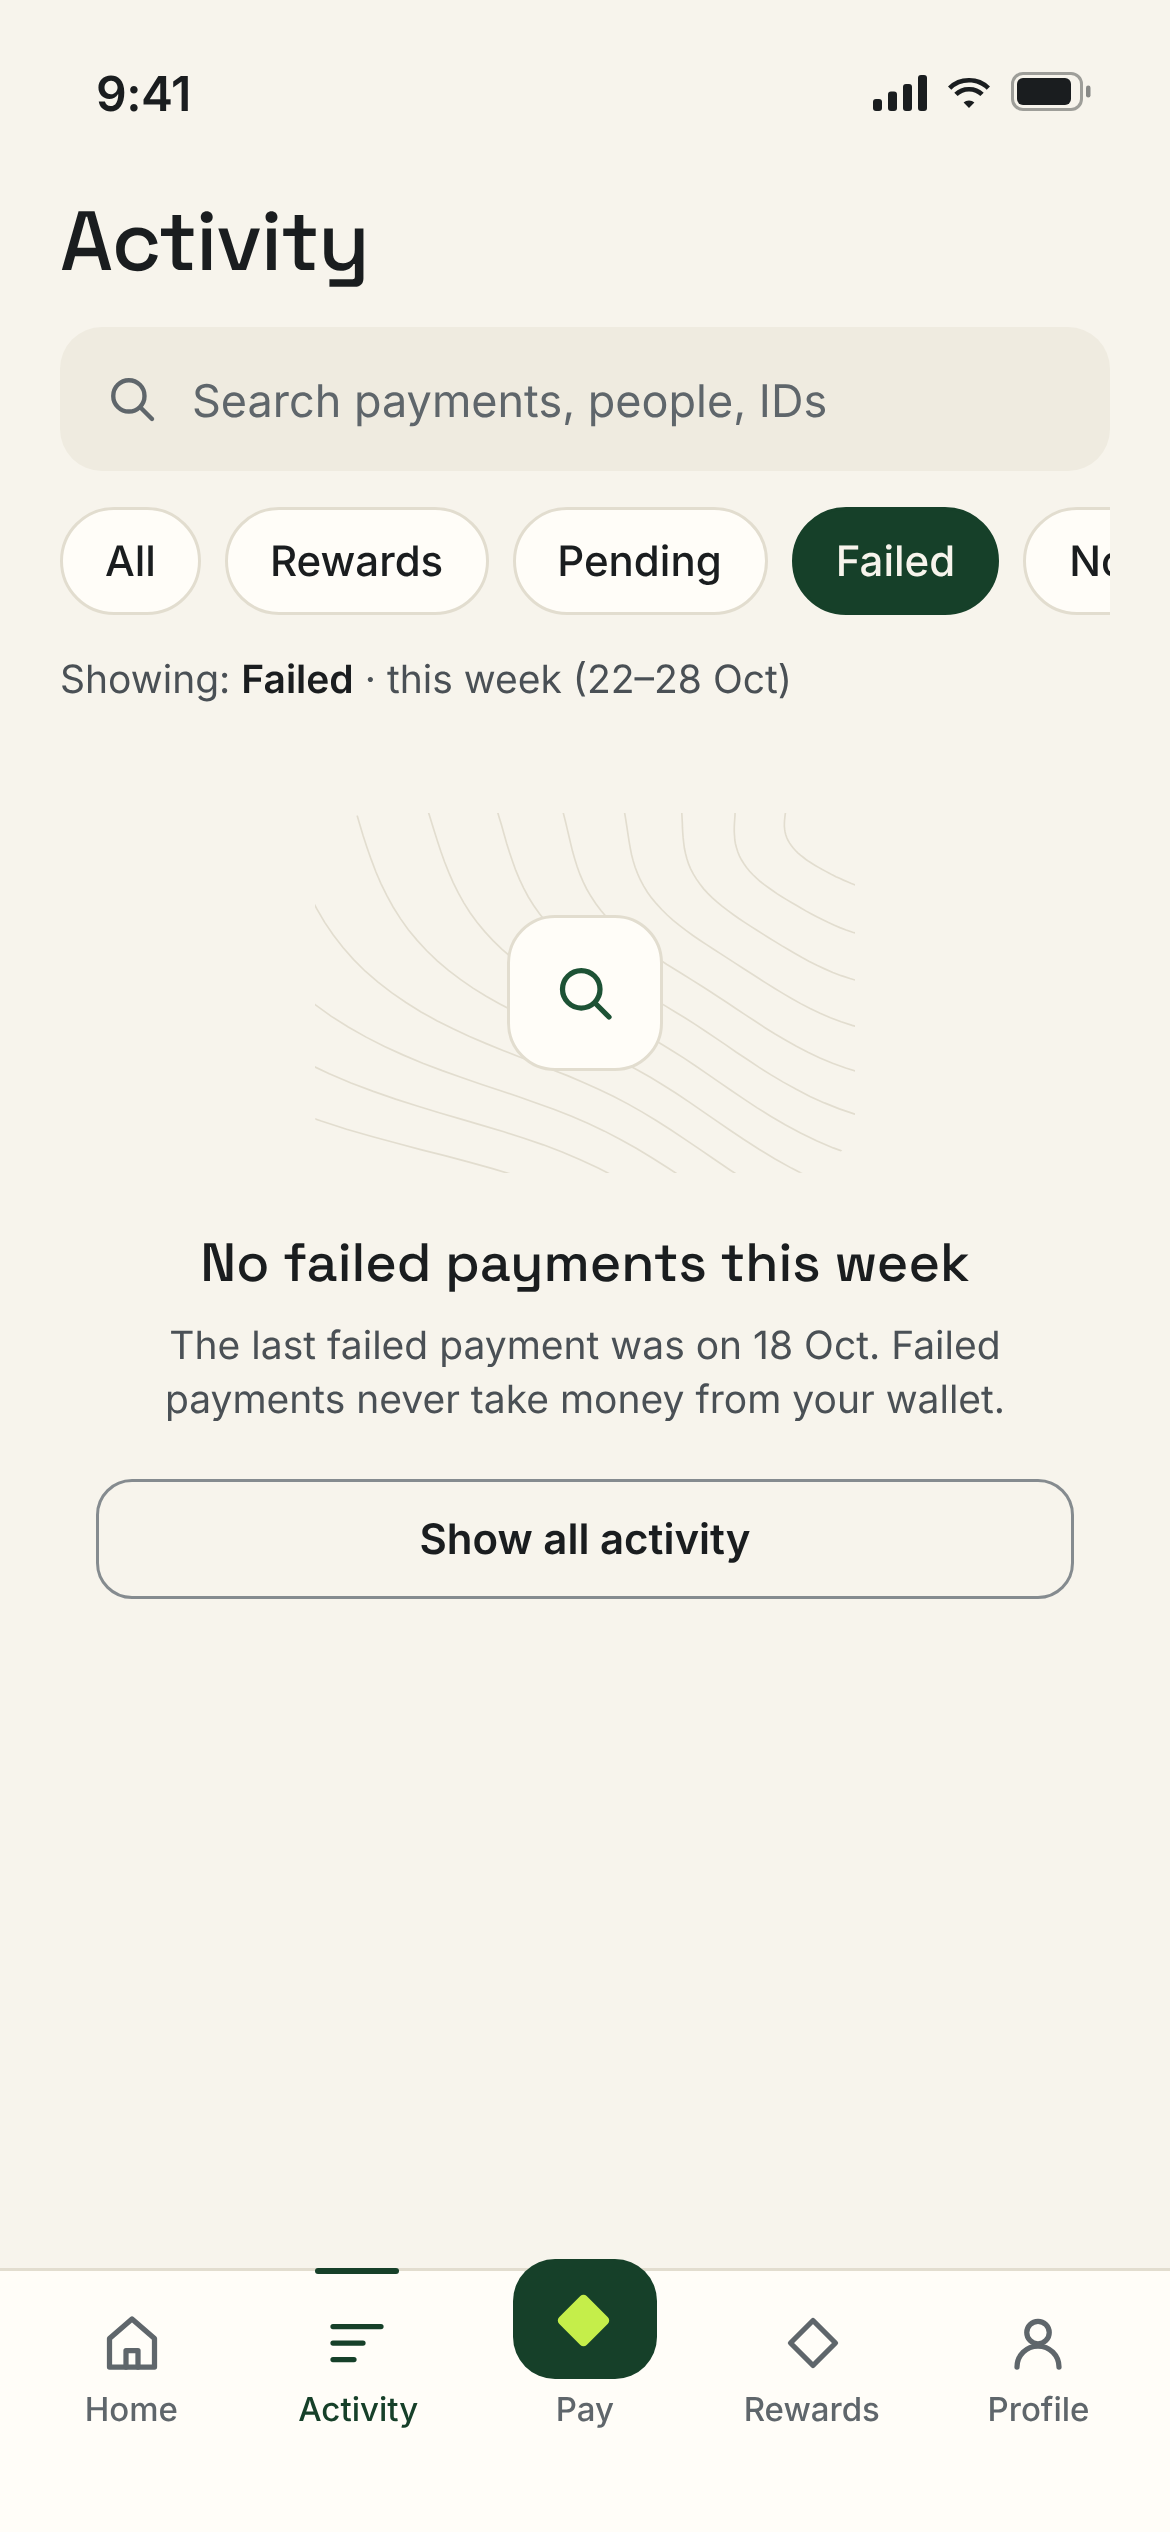 9:41
Activity
Search payments, people, IDs
All Rewards Pending Failed
Showing: Failed · this week (22–28 Oct)
No failed payments this week
The last failed payment was on 18 Oct. Failed
payments never take money from your wallet.
Show all activity
Home Activity Pay Rewards Profile